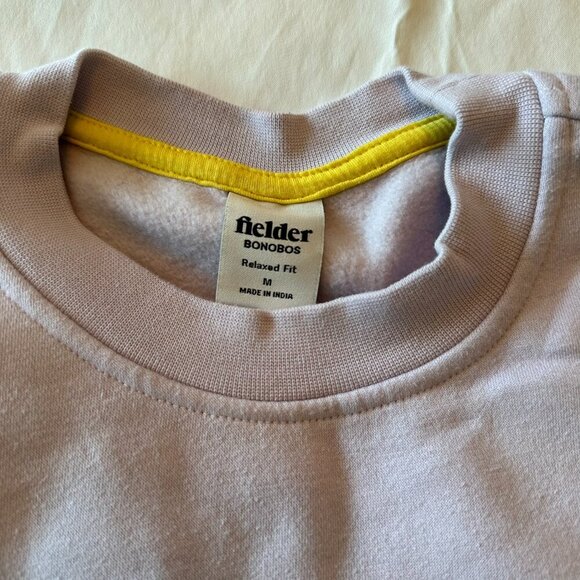 fielder
BONOBOS
Relaxed Fit
M
MADE IN INDIA